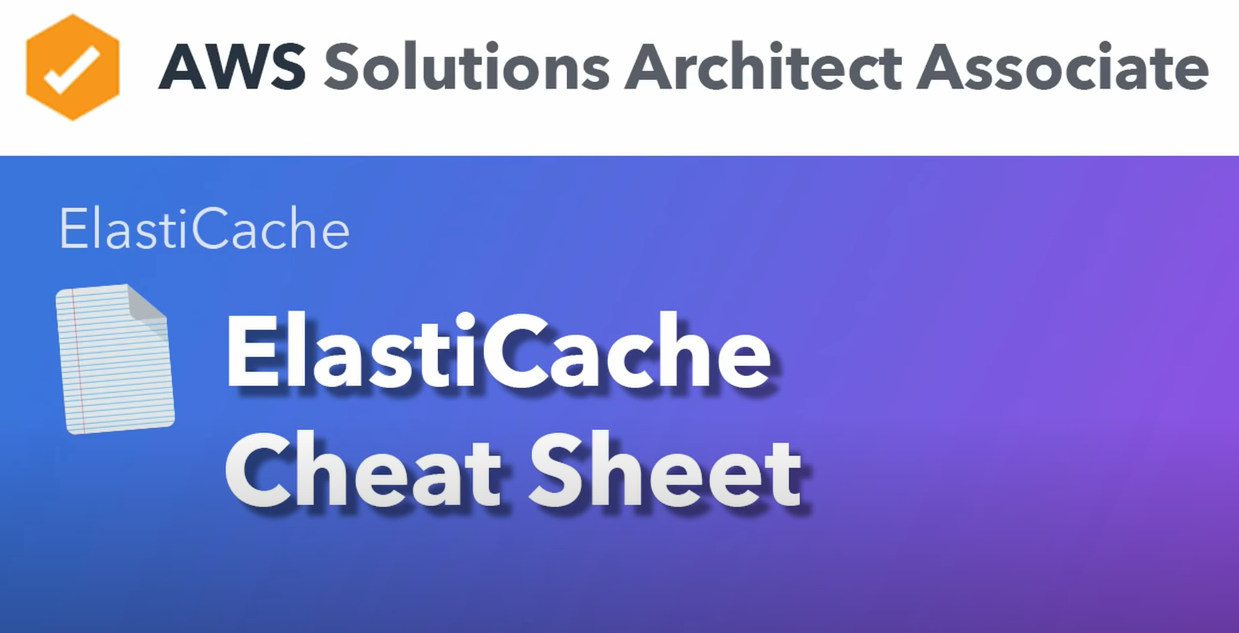 AWS Solutions Architect Associate
ElastiCache
ElastiCache
Cheat Sheet